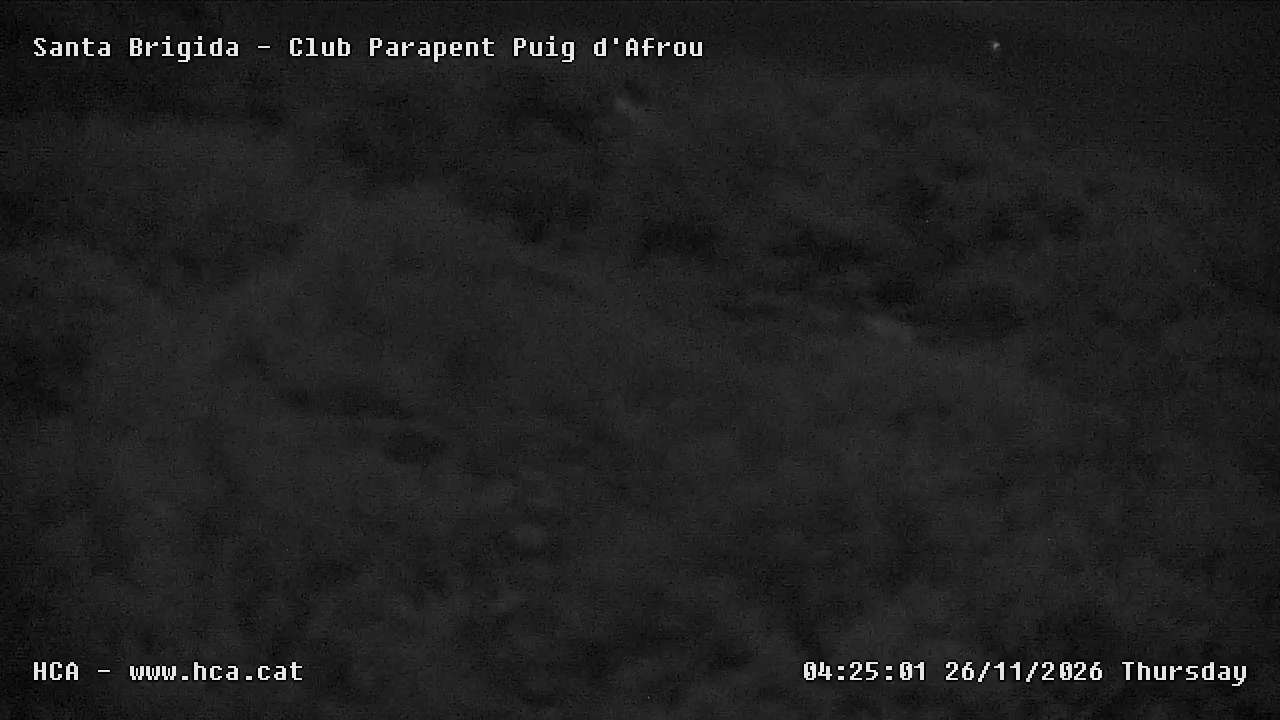 Santa Brigida - Club Parapent Puig d'Afrou
HCA - www.hca.cat
04:25:01 26/11/2026 Thursday